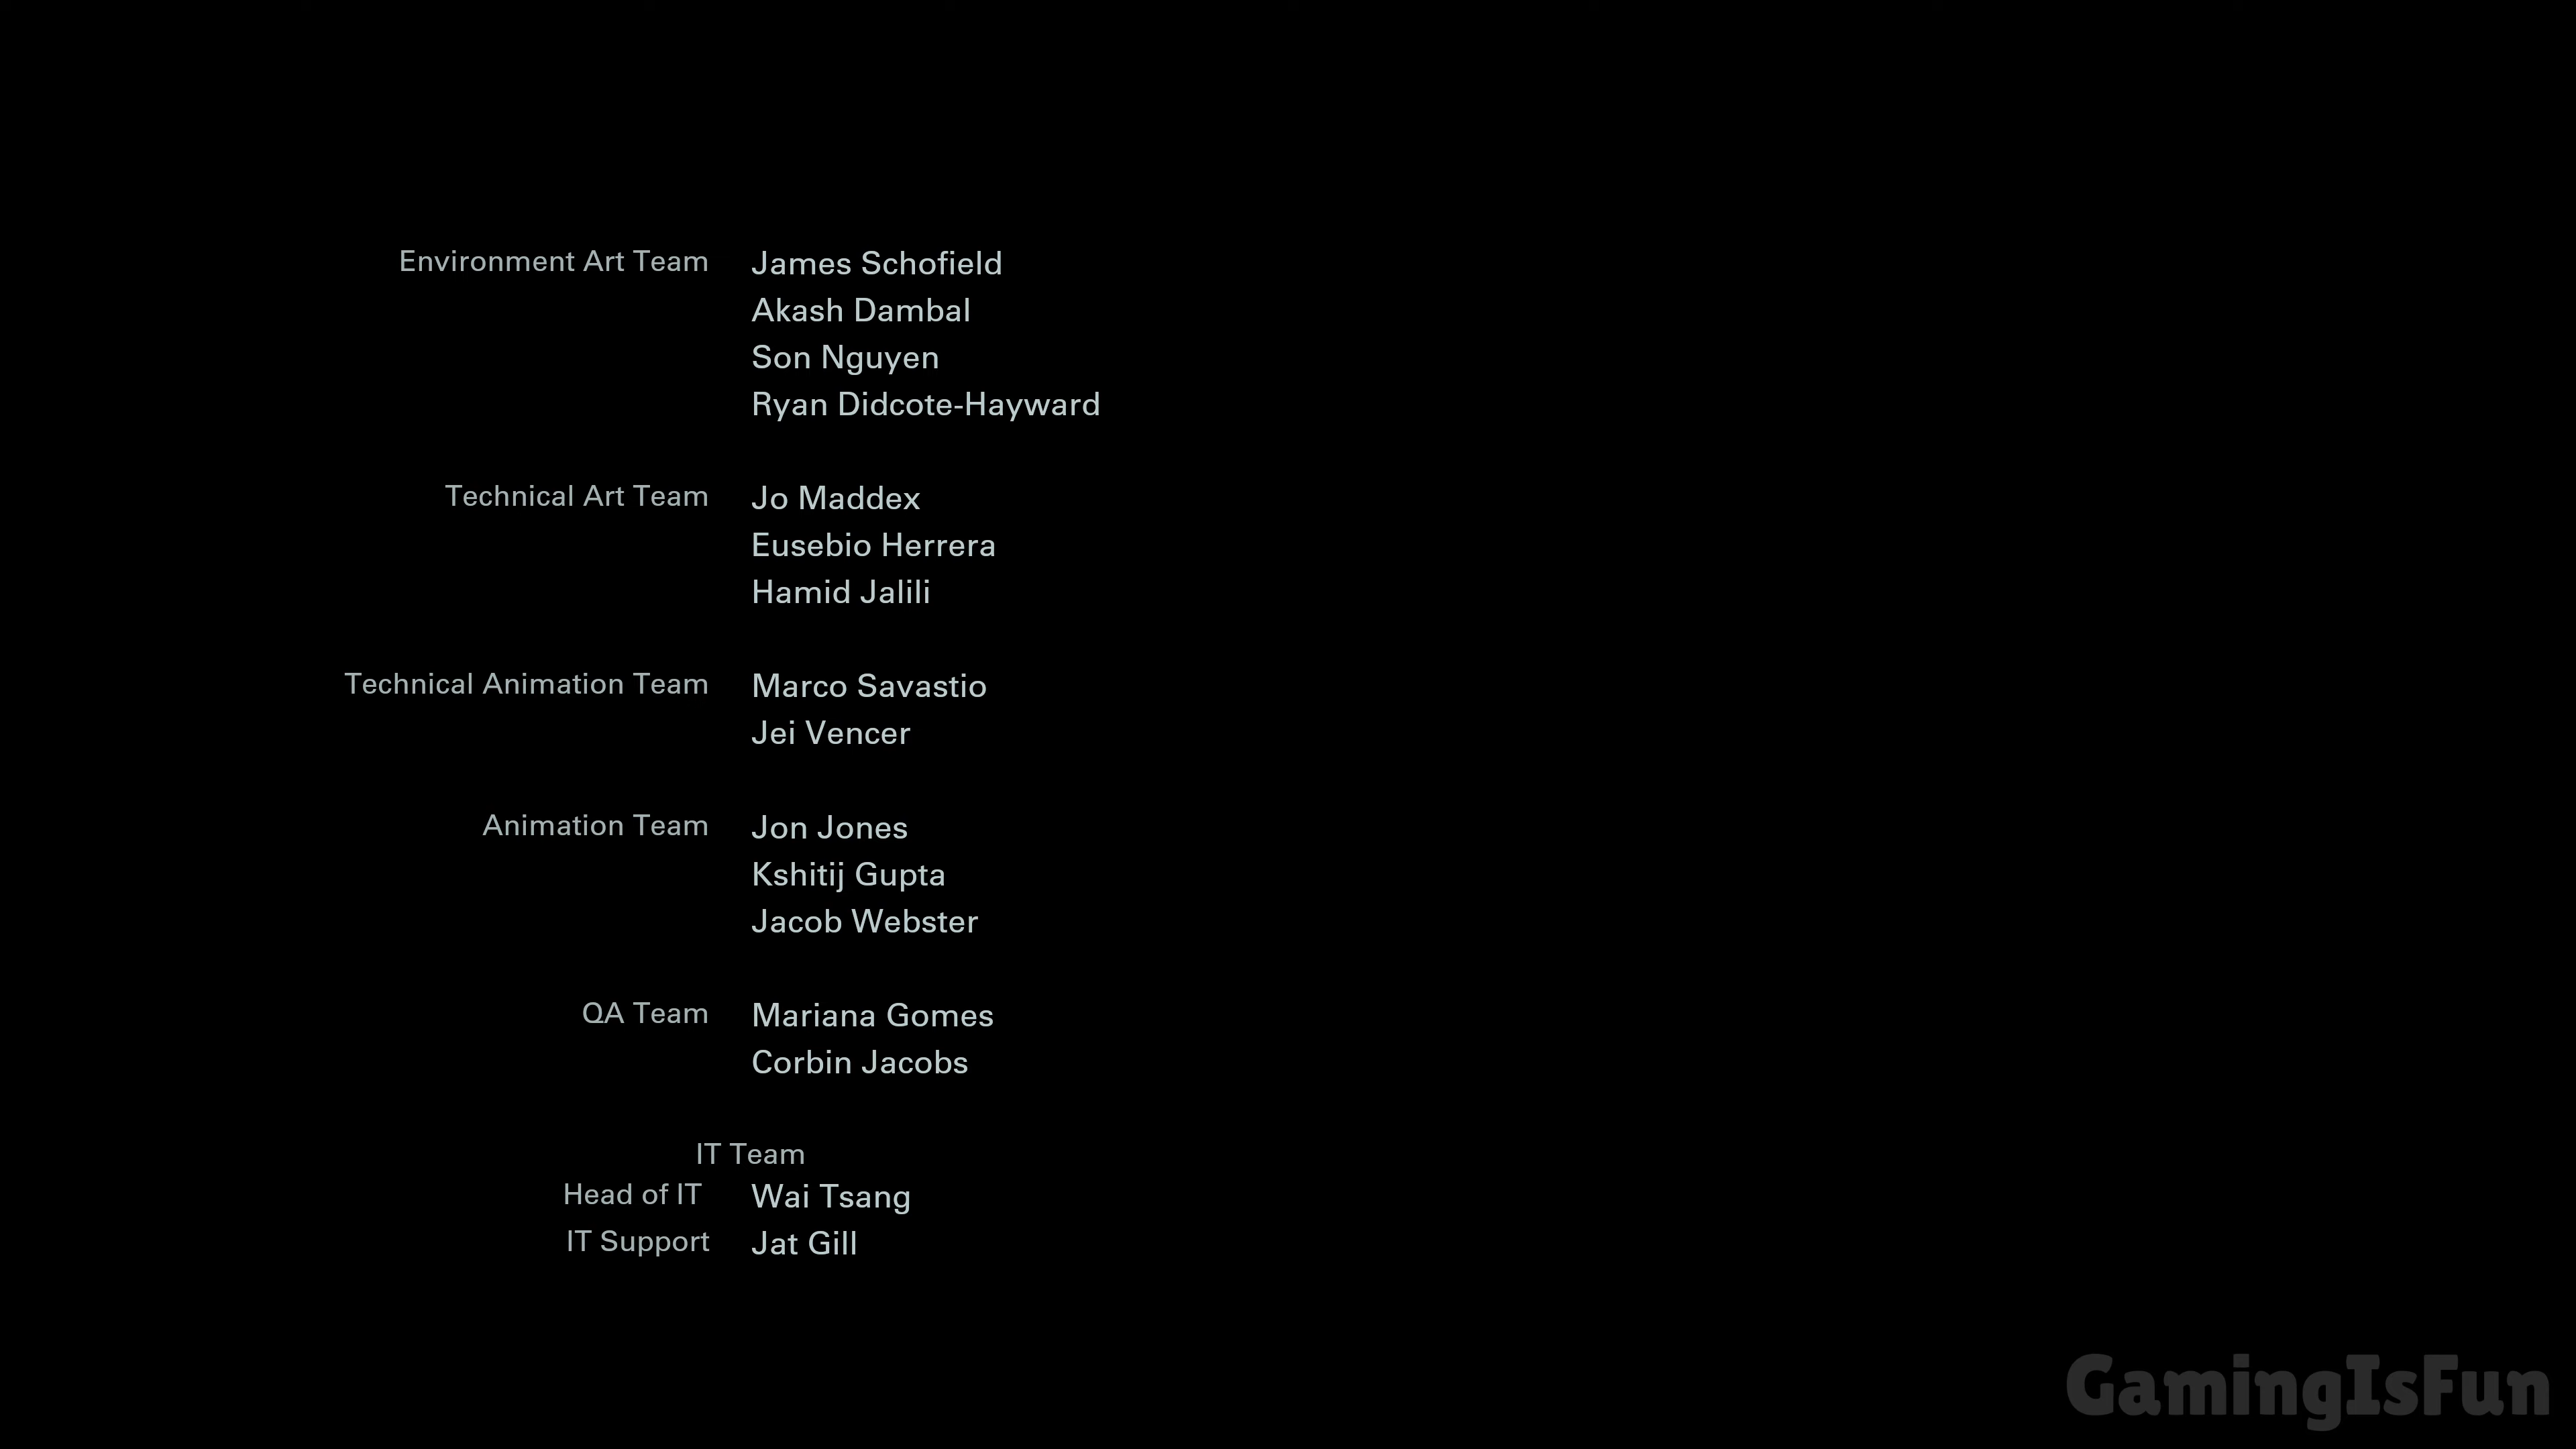 Environment Art Team James Schofield
Akash Dambal
Son Nguyen
Ryan Didcote-Hayward
Technical Art Team Jo Maddex
Eusebio Herrera
Hamid Jalili
Technical Animation Team Marco Savastio
Jei Vencer
Animation Team Jon Jones
Kshitij Gupta
Jacob Webster
QA Team Mariana Gomes
Corbin Jacobs
IT Team
Head of IT Wai Tsang
IT Support Jat Gill
GamingIsFun